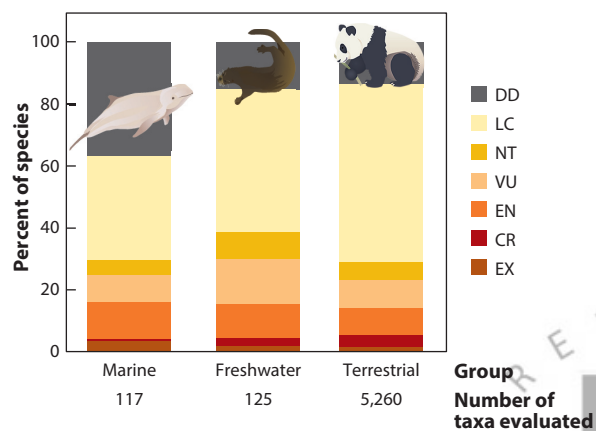 100
80
60
40
20
0
Percent of species
DD
LC
NT
VU
EN
CR
EX
Marine Freshwater Terrestrial Group
117 125 5,260 Number of
taxa evaluated
R E